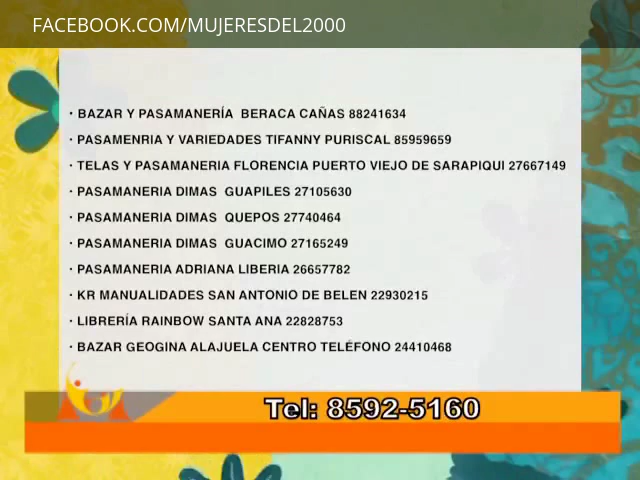 FACEBOOK.COM/MUJERESDEL2000
• BAZAR Y PASAMANERÍA BERACA CAÑAS 88241634
• PASAMENRIA Y VARIEDADES TIFANNY PURISCAL 85959659
• TELAS Y PASAMANERIA FLORENCIA PUERTO VIEJO DE SARAPIQUI 27667149
• PASAMANERIA DIMAS GUAPILES 27105630
• PASAMANERIA DIMAS QUEPOS 27740464
• PASAMANERIA DIMAS GUACIMO 27165249
• PASAMANERIA ADRIANA LIBERIA 26657782
• KR MANUALIDADES SAN ANTONIO DE BELEN 22930215
• LIBRERÍA RAINBOW SANTA ANA 22828753
• BAZAR GEOGINA ALAJUELA CENTRO TELÉFONO 24410468
Tel: 8592-5160